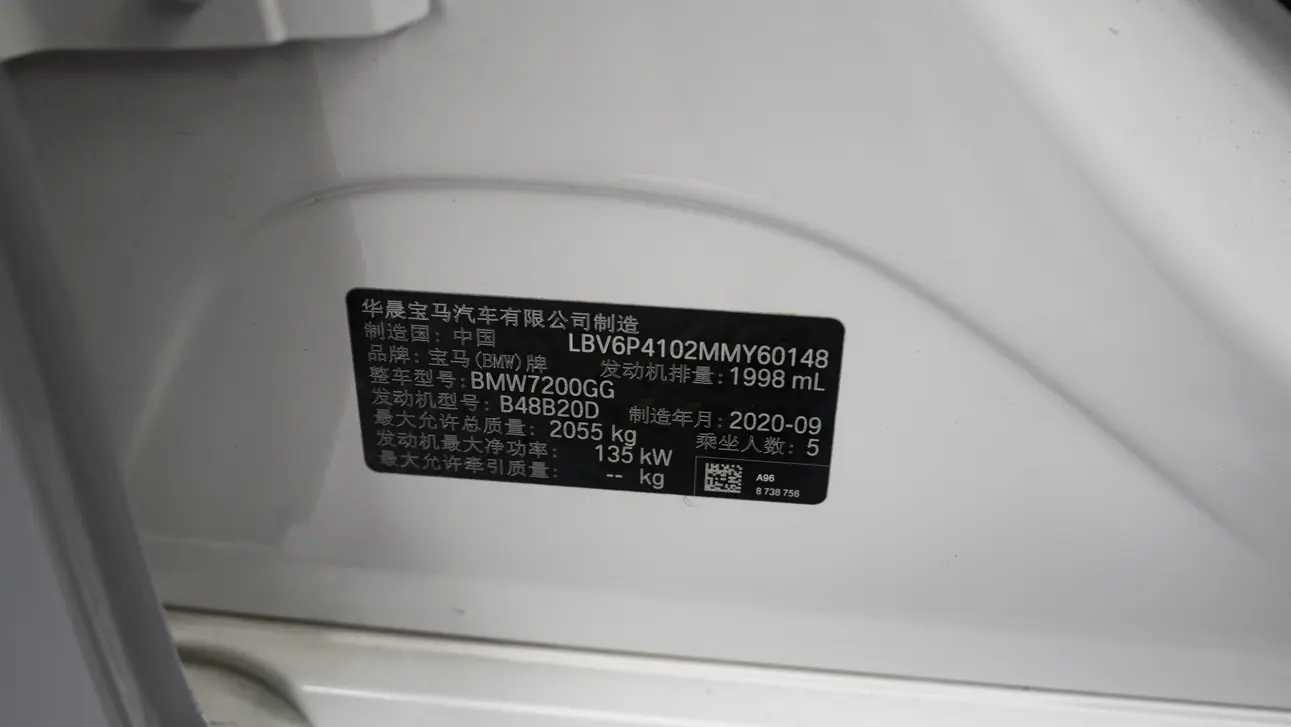 华晨宝马汽车有限公司制造
制造国：中国 LBV6P4102MMY60148
品牌：宝马(BMW)牌 发动机排量：1998 mL
整车型号：BMW7200GG
发动机型号：B48B20D 制造年月：2020-09
最大允许总质量：2055 kg 乘坐人数：5
发动机最大净功率：135 kW
最大允许牵引质量：-- kg
A96
8 738 756